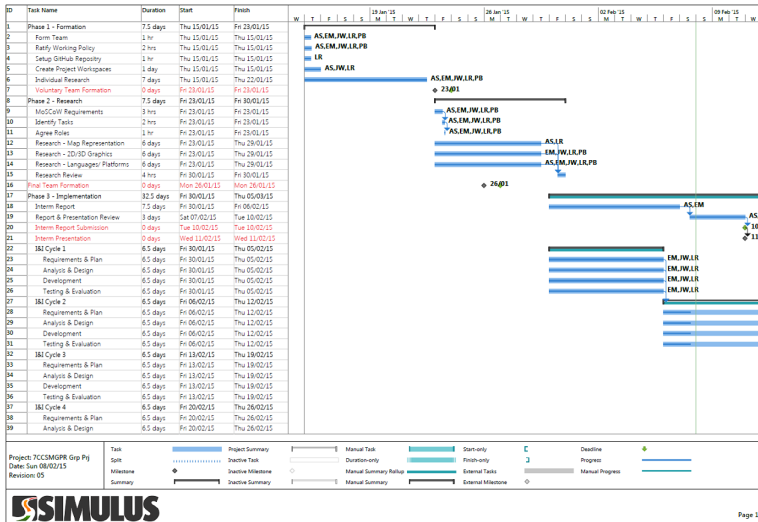 ID Task Name Duration Start Finish
19 Jan '15 26 Jan '15 02 Feb '15 09 Feb '15
W T F S S M T W T F S S M T W T F S S M T W T F S S M T W
1 Phase 1 - Formation 7.5 days Thu 15/01/15 Fri 23/01/15
2 Form Team 1 hr Thu 15/01/15 Thu 15/01/15 AS,EM,JW,LR,PB
3 Ratify Working Policy 2 hrs Thu 15/01/15 Thu 15/01/15 AS,EM,JW,LR,PB
4 Setup GitHub Repositry 1 hr Thu 15/01/15 Thu 15/01/15 LR
5 Create Project Workspaces 1 day Thu 15/01/15 Thu 15/01/15 AS,JW,LR
6 Individual Research 7 days Thu 15/01/15 Thu 22/01/15 AS,EM,JW,LR,PB
7 Voluntary Team Formation 0 days Fri 23/01/15 Fri 23/01/15 23/01
8 Phase 2 - Research 7.5 days Fri 23/01/15 Fri 30/01/15
9 MoSCoW Requirements 3 hrs Fri 23/01/15 Fri 23/01/15 AS,EM,JW,LR,PB
10 Identify Tasks 2 hrs Fri 23/01/15 Fri 23/01/15 AS,EM,JW,LR,PB
11 Agree Roles 1 hr Fri 23/01/15 Fri 23/01/15 AS,EM,JW,LR,PB
12 Research - Map Representation 6 days Fri 23/01/15 Thu 29/01/15 AS,LR
13 Research - 2D/3D Graphics 6 days Fri 23/01/15 Thu 29/01/15 EM,JW,LR,PB
14 Research - Languages/ Platforms 6 days Fri 23/01/15 Thu 29/01/15 AS,EM,JW,LR,PB
15 Research Review 4 hrs Fri 30/01/15 Fri 30/01/15
16 Final Team Formation 0 days Mon 26/01/15 Mon 26/01/15 26/01
17 Phase 3 - Implementation 32.5 days Fri 30/01/15 Thu 05/03/15
18 Interm Report 7.5 days Fri 30/01/15 Fri 06/02/15 AS,EM
19 Report & Presentation Review 3 days Sat 07/02/15 Tue 10/02/15 AS,
20 Interm Report Submission 0 days Tue 10/02/15 Tue 10/02/15 10
21 Interm Presentation 0 days Wed 11/02/15 Wed 11/02/15 11
22 I&I Cycle 1 6.5 days Fri 30/01/15 Thu 05/02/15
23 Requirements & Plan 6.5 days Fri 30/01/15 Thu 05/02/15 EM,JW,LR
24 Analysis & Design 6.5 days Fri 30/01/15 Thu 05/02/15 EM,JW,LR
25 Development 6.5 days Fri 30/01/15 Thu 05/02/15 EM,JW,LR
26 Testing & Evaluation 6.5 days Fri 30/01/15 Thu 05/02/15 EM,JW,LR
27 I&I Cycle 2 6.5 days Fri 06/02/15 Thu 12/02/15
28 Requirements & Plan 6.5 days Fri 06/02/15 Thu 12/02/15
29 Analysis & Design 6.5 days Fri 06/02/15 Thu 12/02/15
30 Development 6.5 days Fri 06/02/15 Thu 12/02/15
31 Testing & Evaluation 6.5 days Fri 06/02/15 Thu 12/02/15
32 I&I Cycle 3 6.5 days Fri 13/02/15 Thu 19/02/15
33 Requirements & Plan 6.5 days Fri 13/02/15 Thu 19/02/15
34 Analysis & Design 6.5 days Fri 13/02/15 Thu 19/02/15
35 Development 6.5 days Fri 13/02/15 Thu 19/02/15
36 Testing & Evaluation 6.5 days Fri 13/02/15 Thu 19/02/15
37 I&I Cycle 4 6.5 days Fri 20/02/15 Thu 26/02/15
38 Requirements & Plan 6.5 days Fri 20/02/15 Thu 26/02/15
39 Analysis & Design 6.5 days Fri 20/02/15 Thu 26/02/15
Project: 7CCSMGPR Grp Prj
Date: Sun 08/02/15
Revision: 05
Task Project Summary Manual Task Start-only Deadline
Split Inactive Task Duration-only Finish-only Progress
Milestone Inactive Milestone Manual Summary Rollup External Tasks Manual Progress
Summary Inactive Summary Manual Summary External Milestone
SIMULUS
Page 1